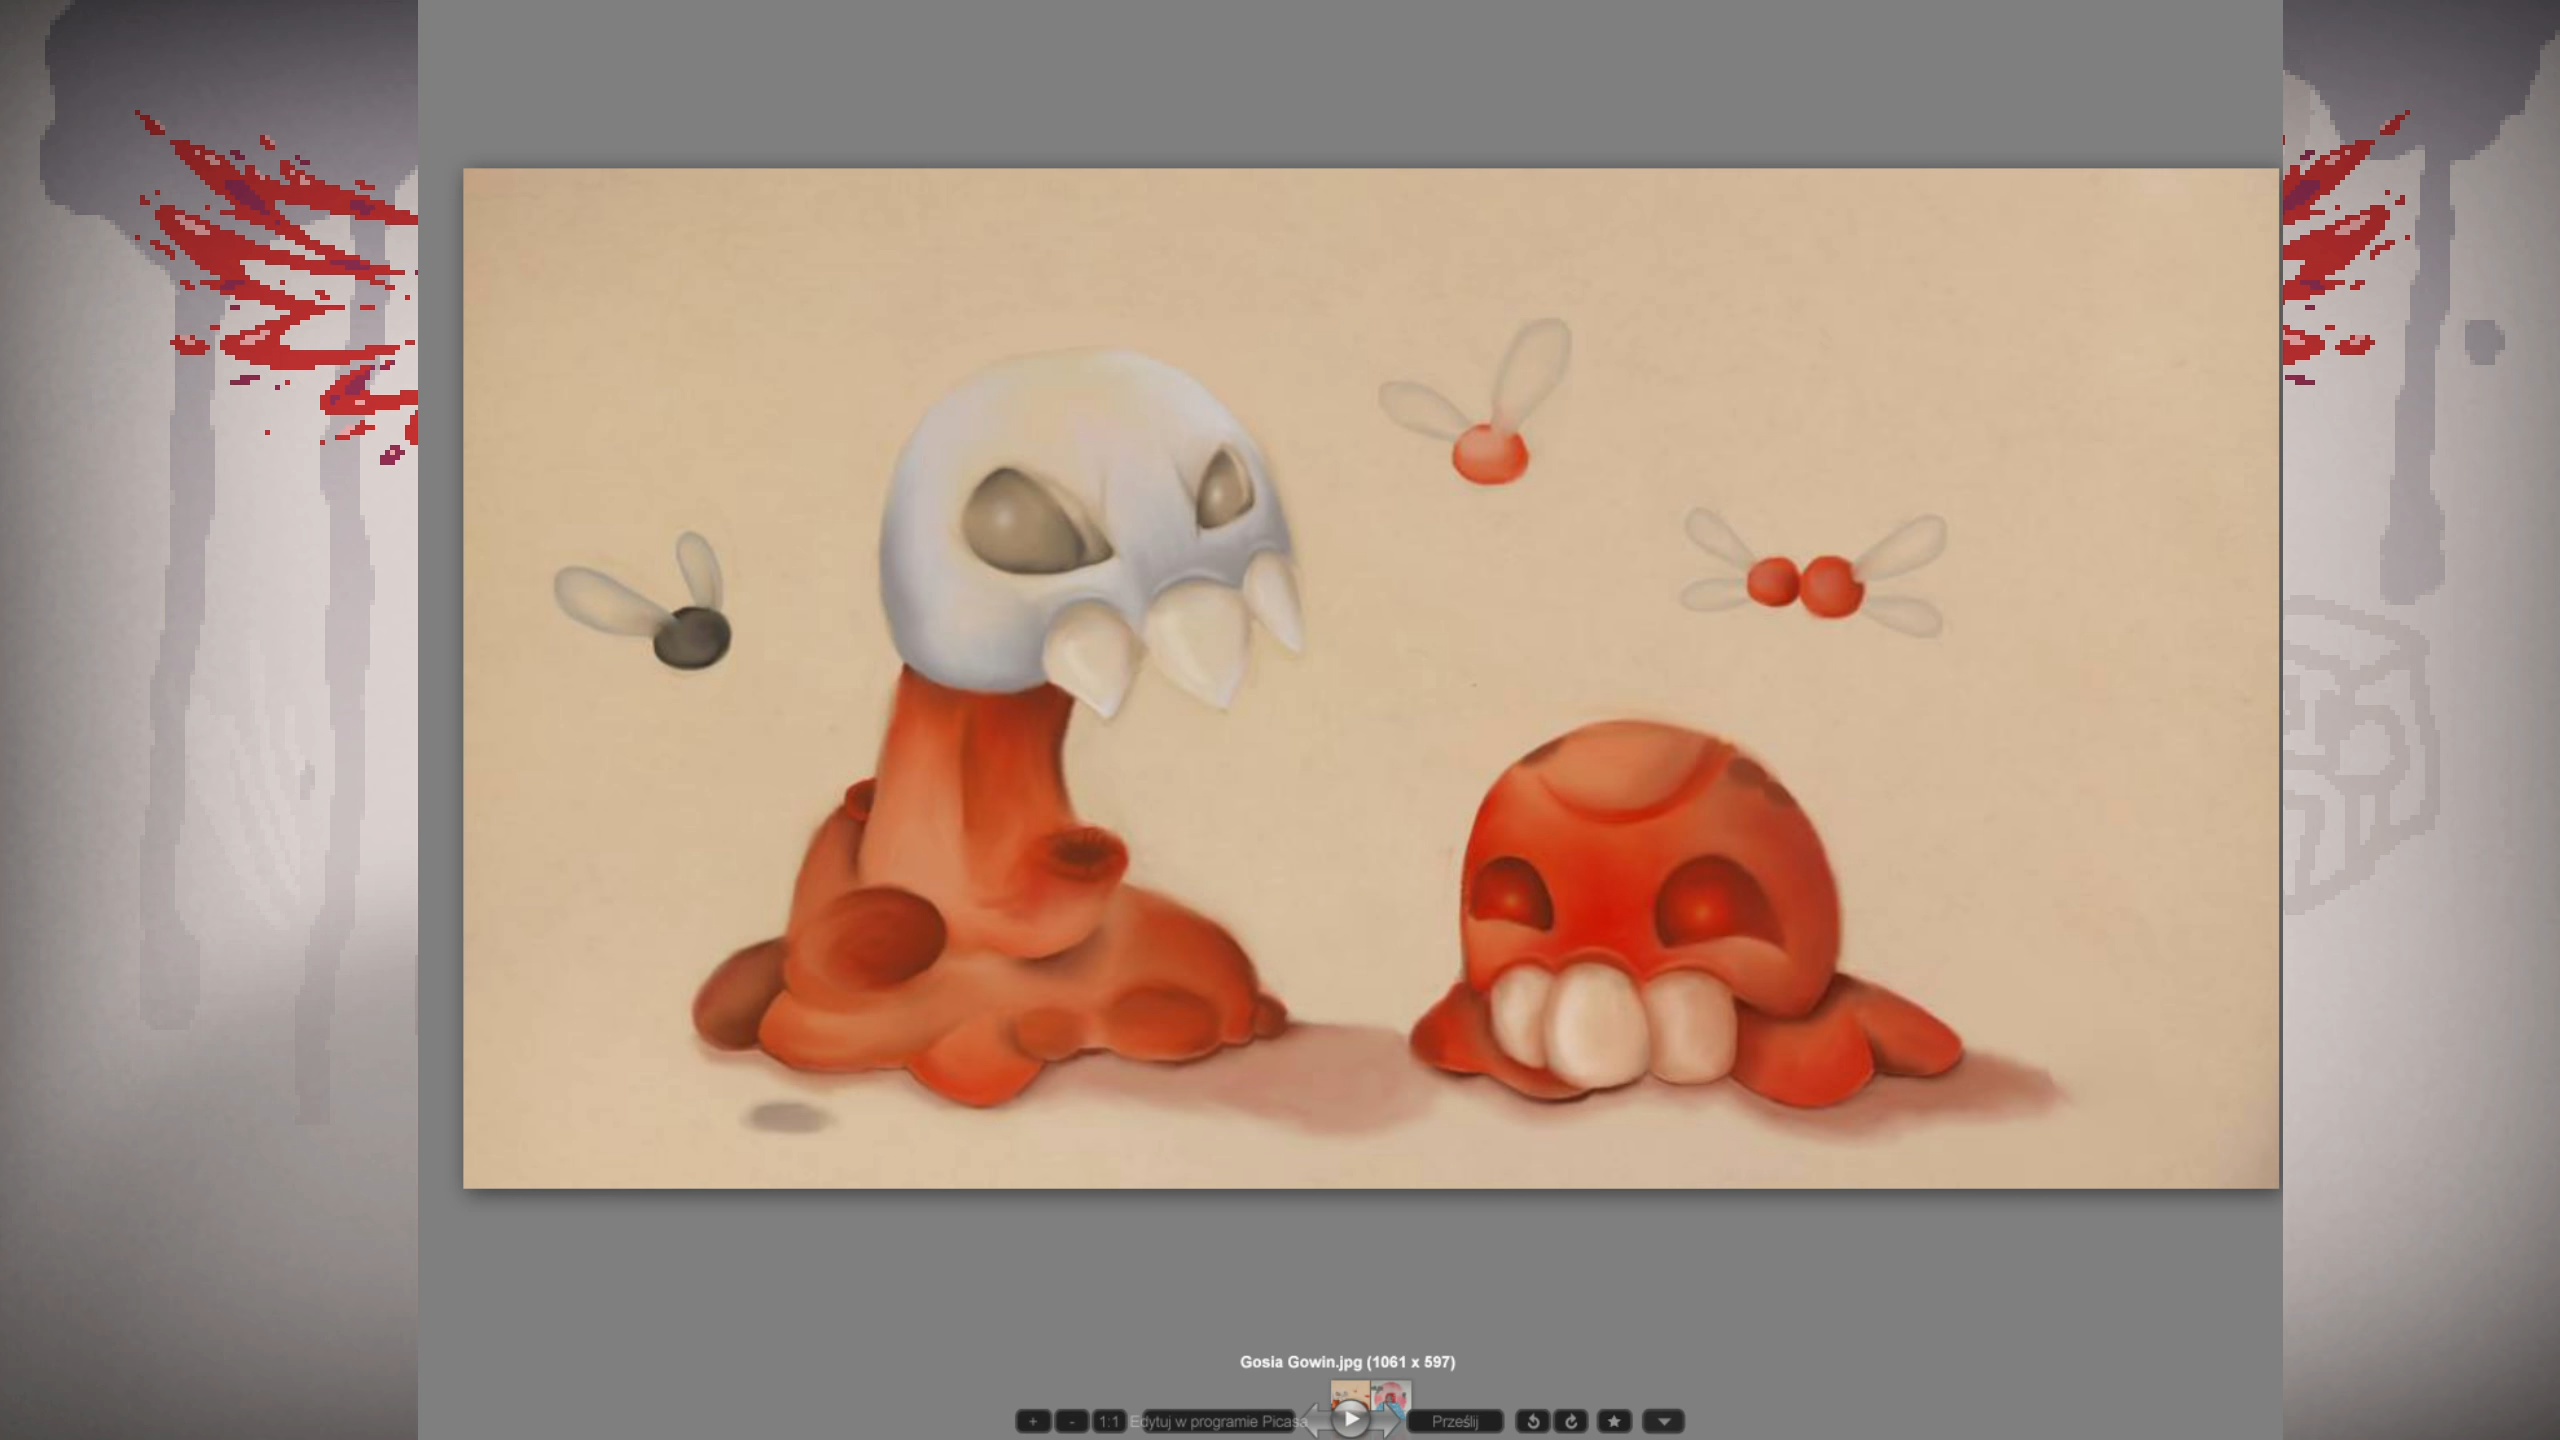 Gosia Gowin.jpg (1061 x 597)
+ - 1:1 Edytuj w programie Picasa Prześlij